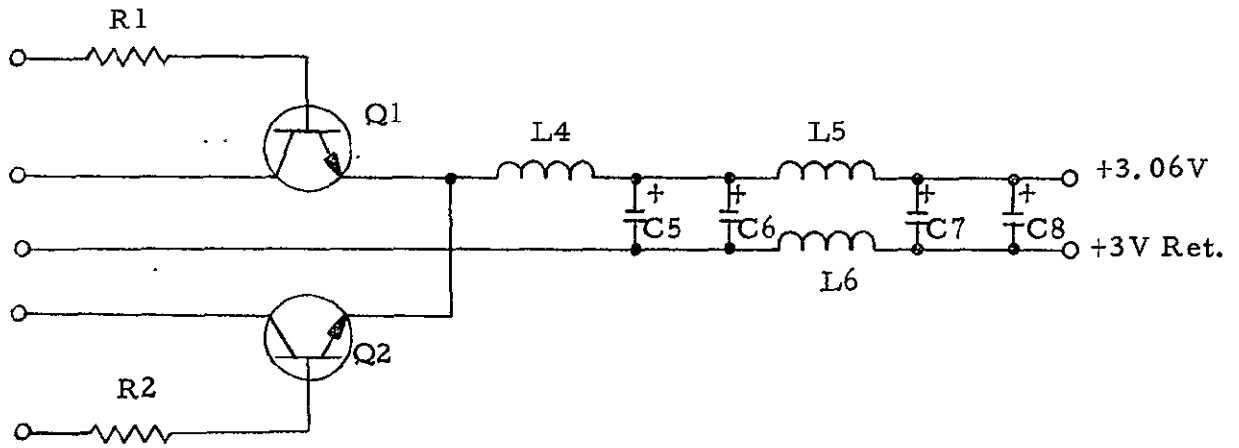 R1
Q1
L4
L5
+3.06V
+
+
+
+
C5
C6
C7
C8
+3V Ret.
L6
Q2
R2